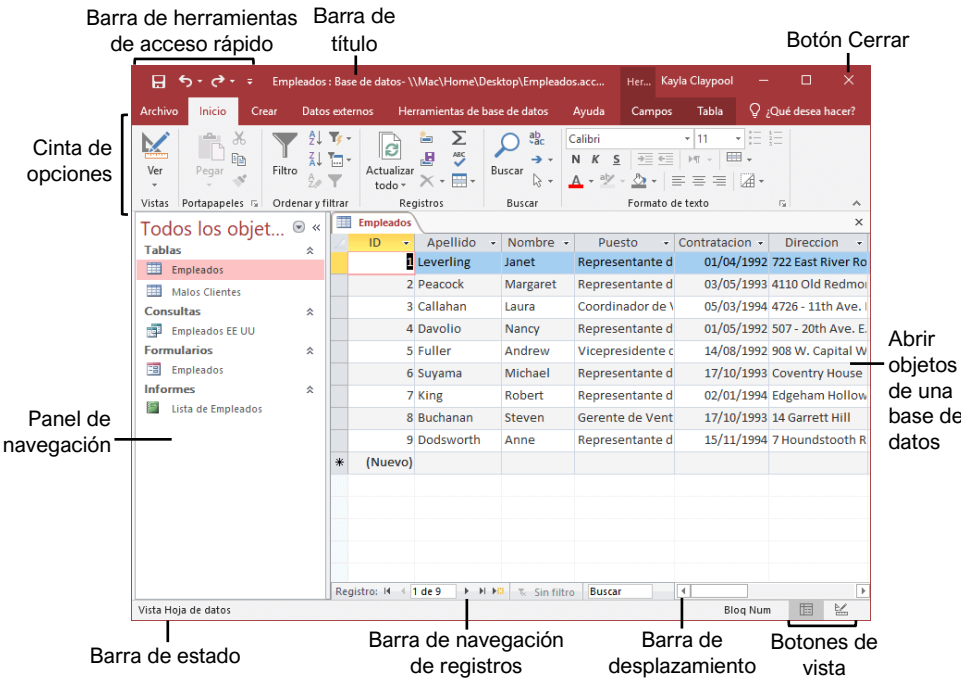 Barra de herramientas
de acceso rápido
Barra de
título
Botón Cerrar
Empleados : Base de datos- \\Mac\Home\Desktop\Empleados.acc...
Her...
Kayla Claypool
Archivo Inicio Crear Datos externos Herramientas de base de datos Ayuda Campos Tabla ¿Qué desea hacer?
Cinta de
opciones
Ver
Pegar
Filtro
Actualizar
todo
ABC
Buscar
ab
ac
Calibri 11
N K S
A ab
Vistas Portapapeles Ordenar y filtrar Registros Buscar Formato de texto
Todos los objet... «
Tablas
Empleados
Malos Clientes
Consultas
Empleados EE UU
Formularios
Empleados
Informes
Lista de Empleados
Empleados
ID Apellido Nombre Puesto Contratacion Direccion
1 Leverling Janet Representante d 01/04/1992 722 East River Ro
2 Peacock Margaret Representante d 03/05/1993 4110 Old Redmo
3 Callahan Laura Coordinador de V 05/03/1994 4726 - 11th Ave.
4 Davolio Nancy Representante d 01/05/1992 507 - 20th Ave. E.
5 Fuller Andrew Vicepresidente d 14/08/1992 908 W. Capital W
6 Suyama Michael Representante d 17/10/1993 Coventry House
7 King Robert Representante d 02/01/1994 Edgeham Hollow
8 Buchanan Steven Gerente de Vent 17/10/1993 14 Garrett Hill
9 Dodsworth Anne Representante d 15/11/1994 7 Houndstooth R
(Nuevo)
Abrir
objetos
de una
base de
datos
Panel de
navegación
Registro: 1 de 9 Sin filtro Buscar
Vista Hoja de datos Bloq Num
Barra de estado
Barra de navegación
de registros
Barra de
desplazamiento
Botones de
vista